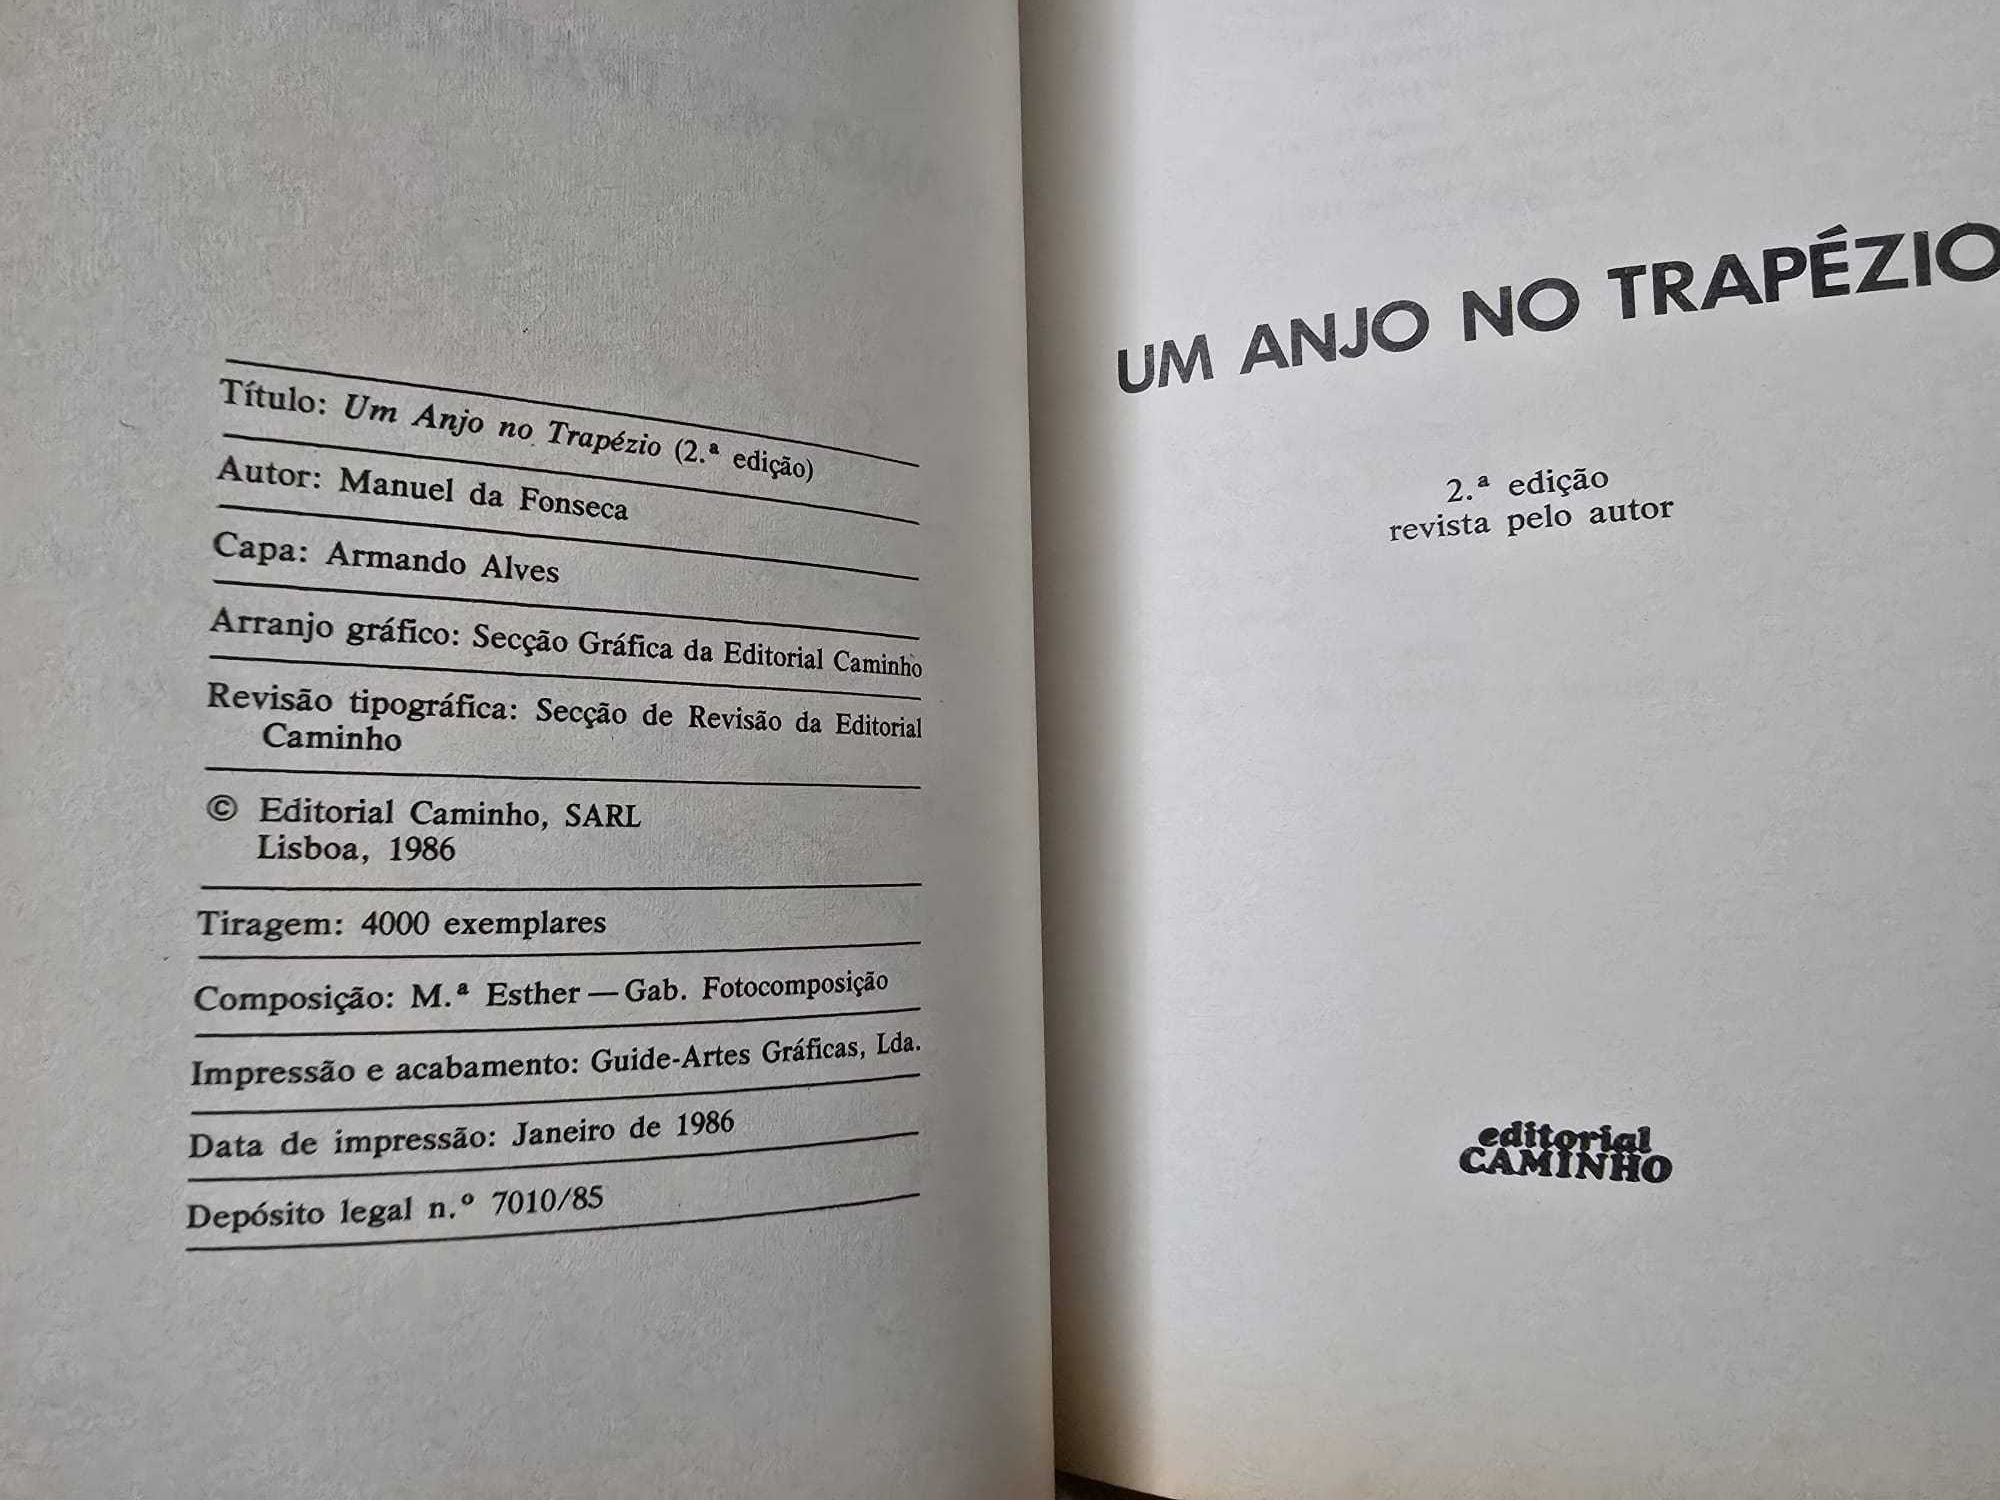 Título: Um Anjo no Trapézio (2.ª edição)
Autor: Manuel da Fonseca
Capa: Armando Alves
Arranjo gráfico: Secção Gráfica da Editorial Caminho
Revisão tipográfica: Secção de Revisão da Editorial
Caminho
© Editorial Caminho, SARL
Lisboa, 1986
Tiragem: 4000 exemplares
Composição: M.ª Esther — Gab. Fotocomposição
Impressão e acabamento: Guide-Artes Gráficas, Lda.
Data de impressão: Janeiro de 1986
Depósito legal n.º 7010/85
UM ANJO NO TRAPÉZIO
2.ª edição
revista pelo autor
editorial
CAMINHO